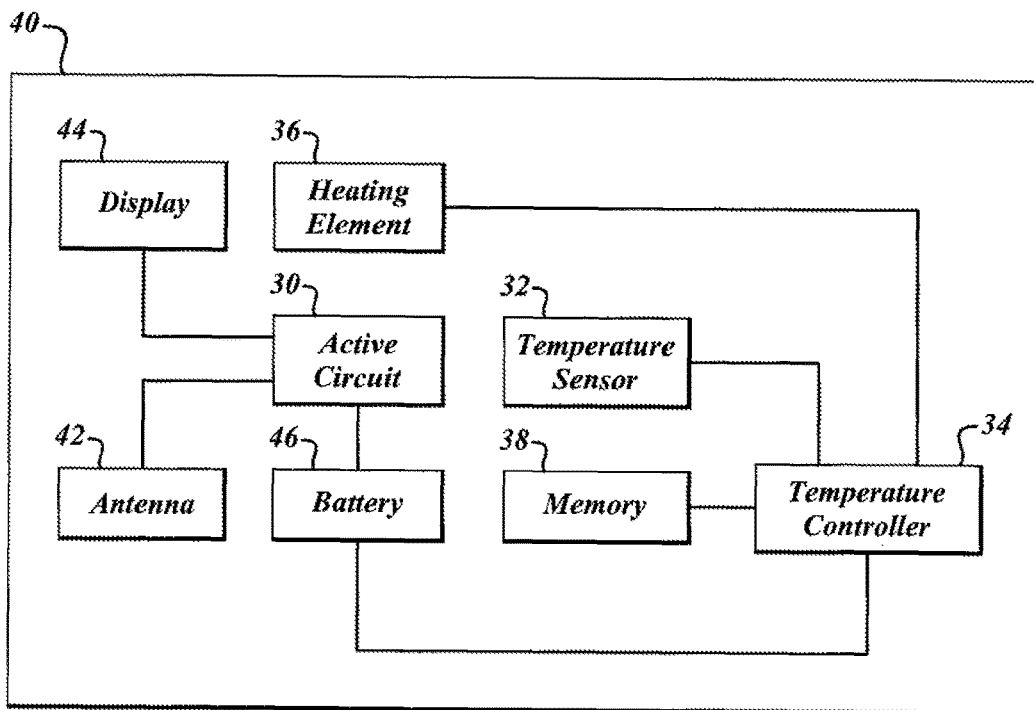 40
44
Display
36
Heating
Element
30
Active
Circuit
32
Temperature
Sensor
42
Antenna
46
Battery
38
Memory
34
Temperature
Controller